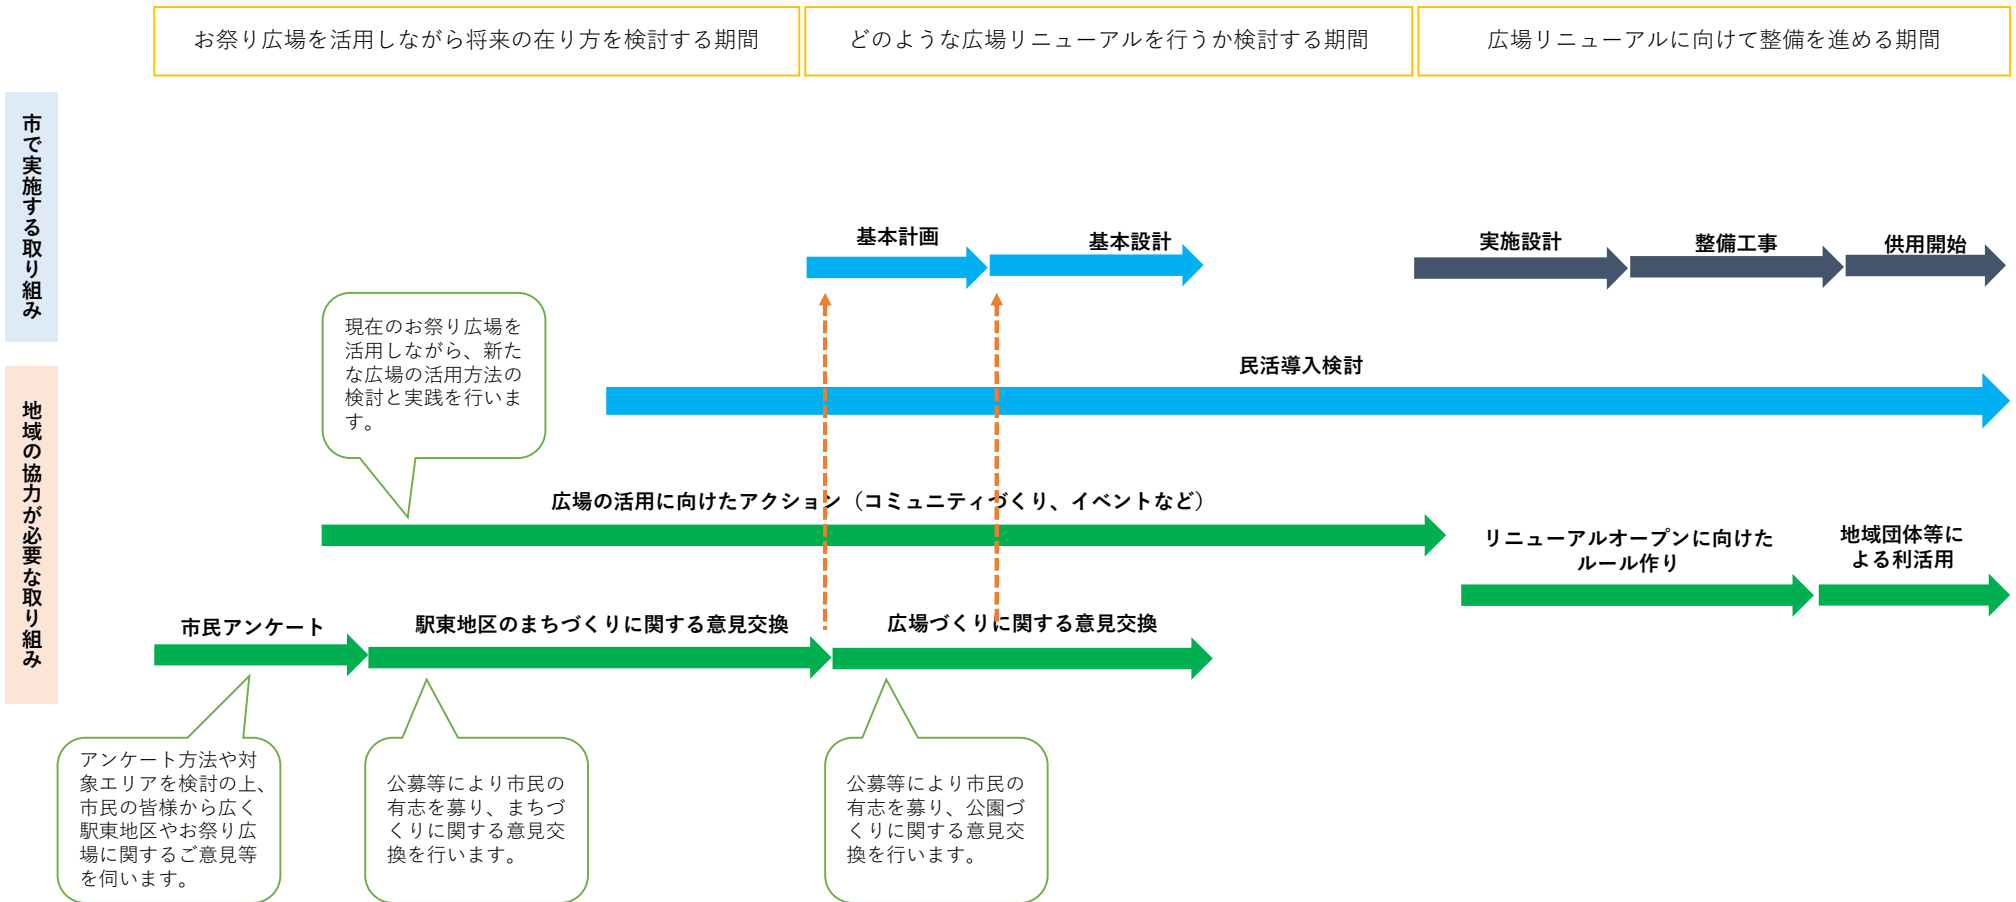 お祭り広場を活用しながら将来の在り方を検討する期間
どのような広場リニューアルを行うか検討する期間
広場リニューアルに向けて整備を進める期間
市で実施する取り組み
基本計画
基本設計
実施設計
整備工事
供用開始
現在のお祭り広場を
活用しながら、新た
な広場の活用方法の
検討と実践を行いま
す。
民活導入検討
地域の協力が必要な取り組み
広場の活用に向けたアクション（コミュニティづくり、イベントなど）
リニューアルオープンに向けた
ルール作り
地域団体等に
よる利活用
市民アンケート
駅東地区のまちづくりに関する意見交換
広場づくりに関する意見交換
アンケート方法や対
象エリアを検討の上、
市民の皆様から広く
駅東地区やお祭り広
場に関するご意見等
を伺います。
公募等により市民の
有志を募り、まちづ
くりに関する意見交
換を行います。
公募等により市民の
有志を募り、公園づ
くりに関する意見交
換を行います。